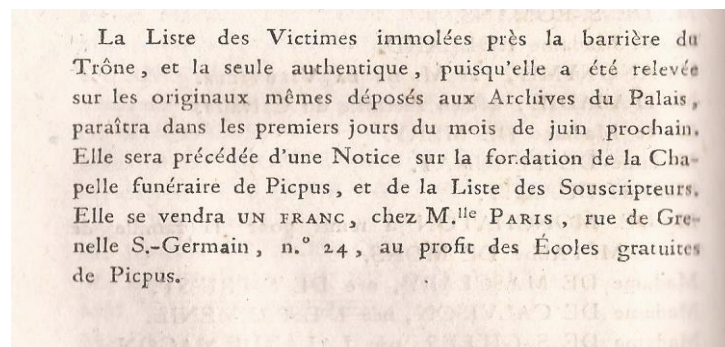 La Liste des Victimes immolées près la barrière du
Trône, et la seule authentique, puisqu'elle a été relevée
sur les originaux mêmes déposés aux Archives du Palais,
paraîtra dans les premiers jours du mois de juin prochain.
Elle sera précédée d'une Notice sur la fondation de la Cha-
pelle funéraire de Picpus, et de la Liste des Souscripteurs.
Elle se vendra UN FRANC, chez M.lle PARIS, rue de Gre-
nelle S.-Germain, n.º 24, au profit des Écoles gratuites
de Picpus.